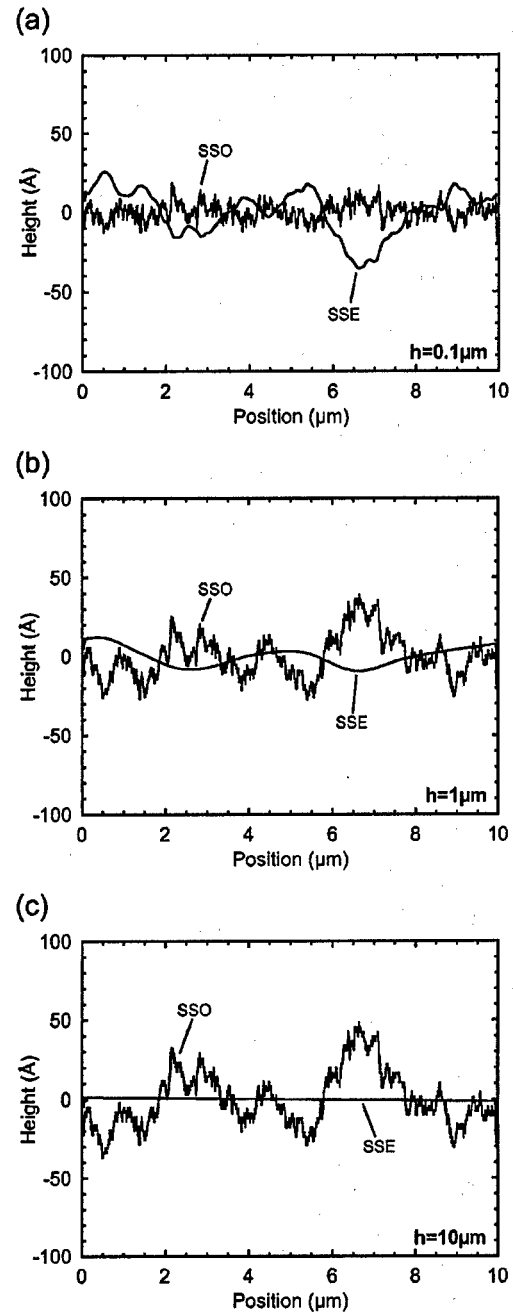 (a)
100
50
0
-50
-100
Height (Å)
SSO
SSE
h=0.1µm
0 2 4 6 8 10
Position (µm)
(b)
100
50
0
-50
-100
Height (Å)
SSO
SSE
h=1µm
0 2 4 6 8 10
Position (µm)
(c)
100
50
0
-50
-100
Height (Å)
SSO
SSE
h=10µm
0 2 4 6 8 10
Position (µm)